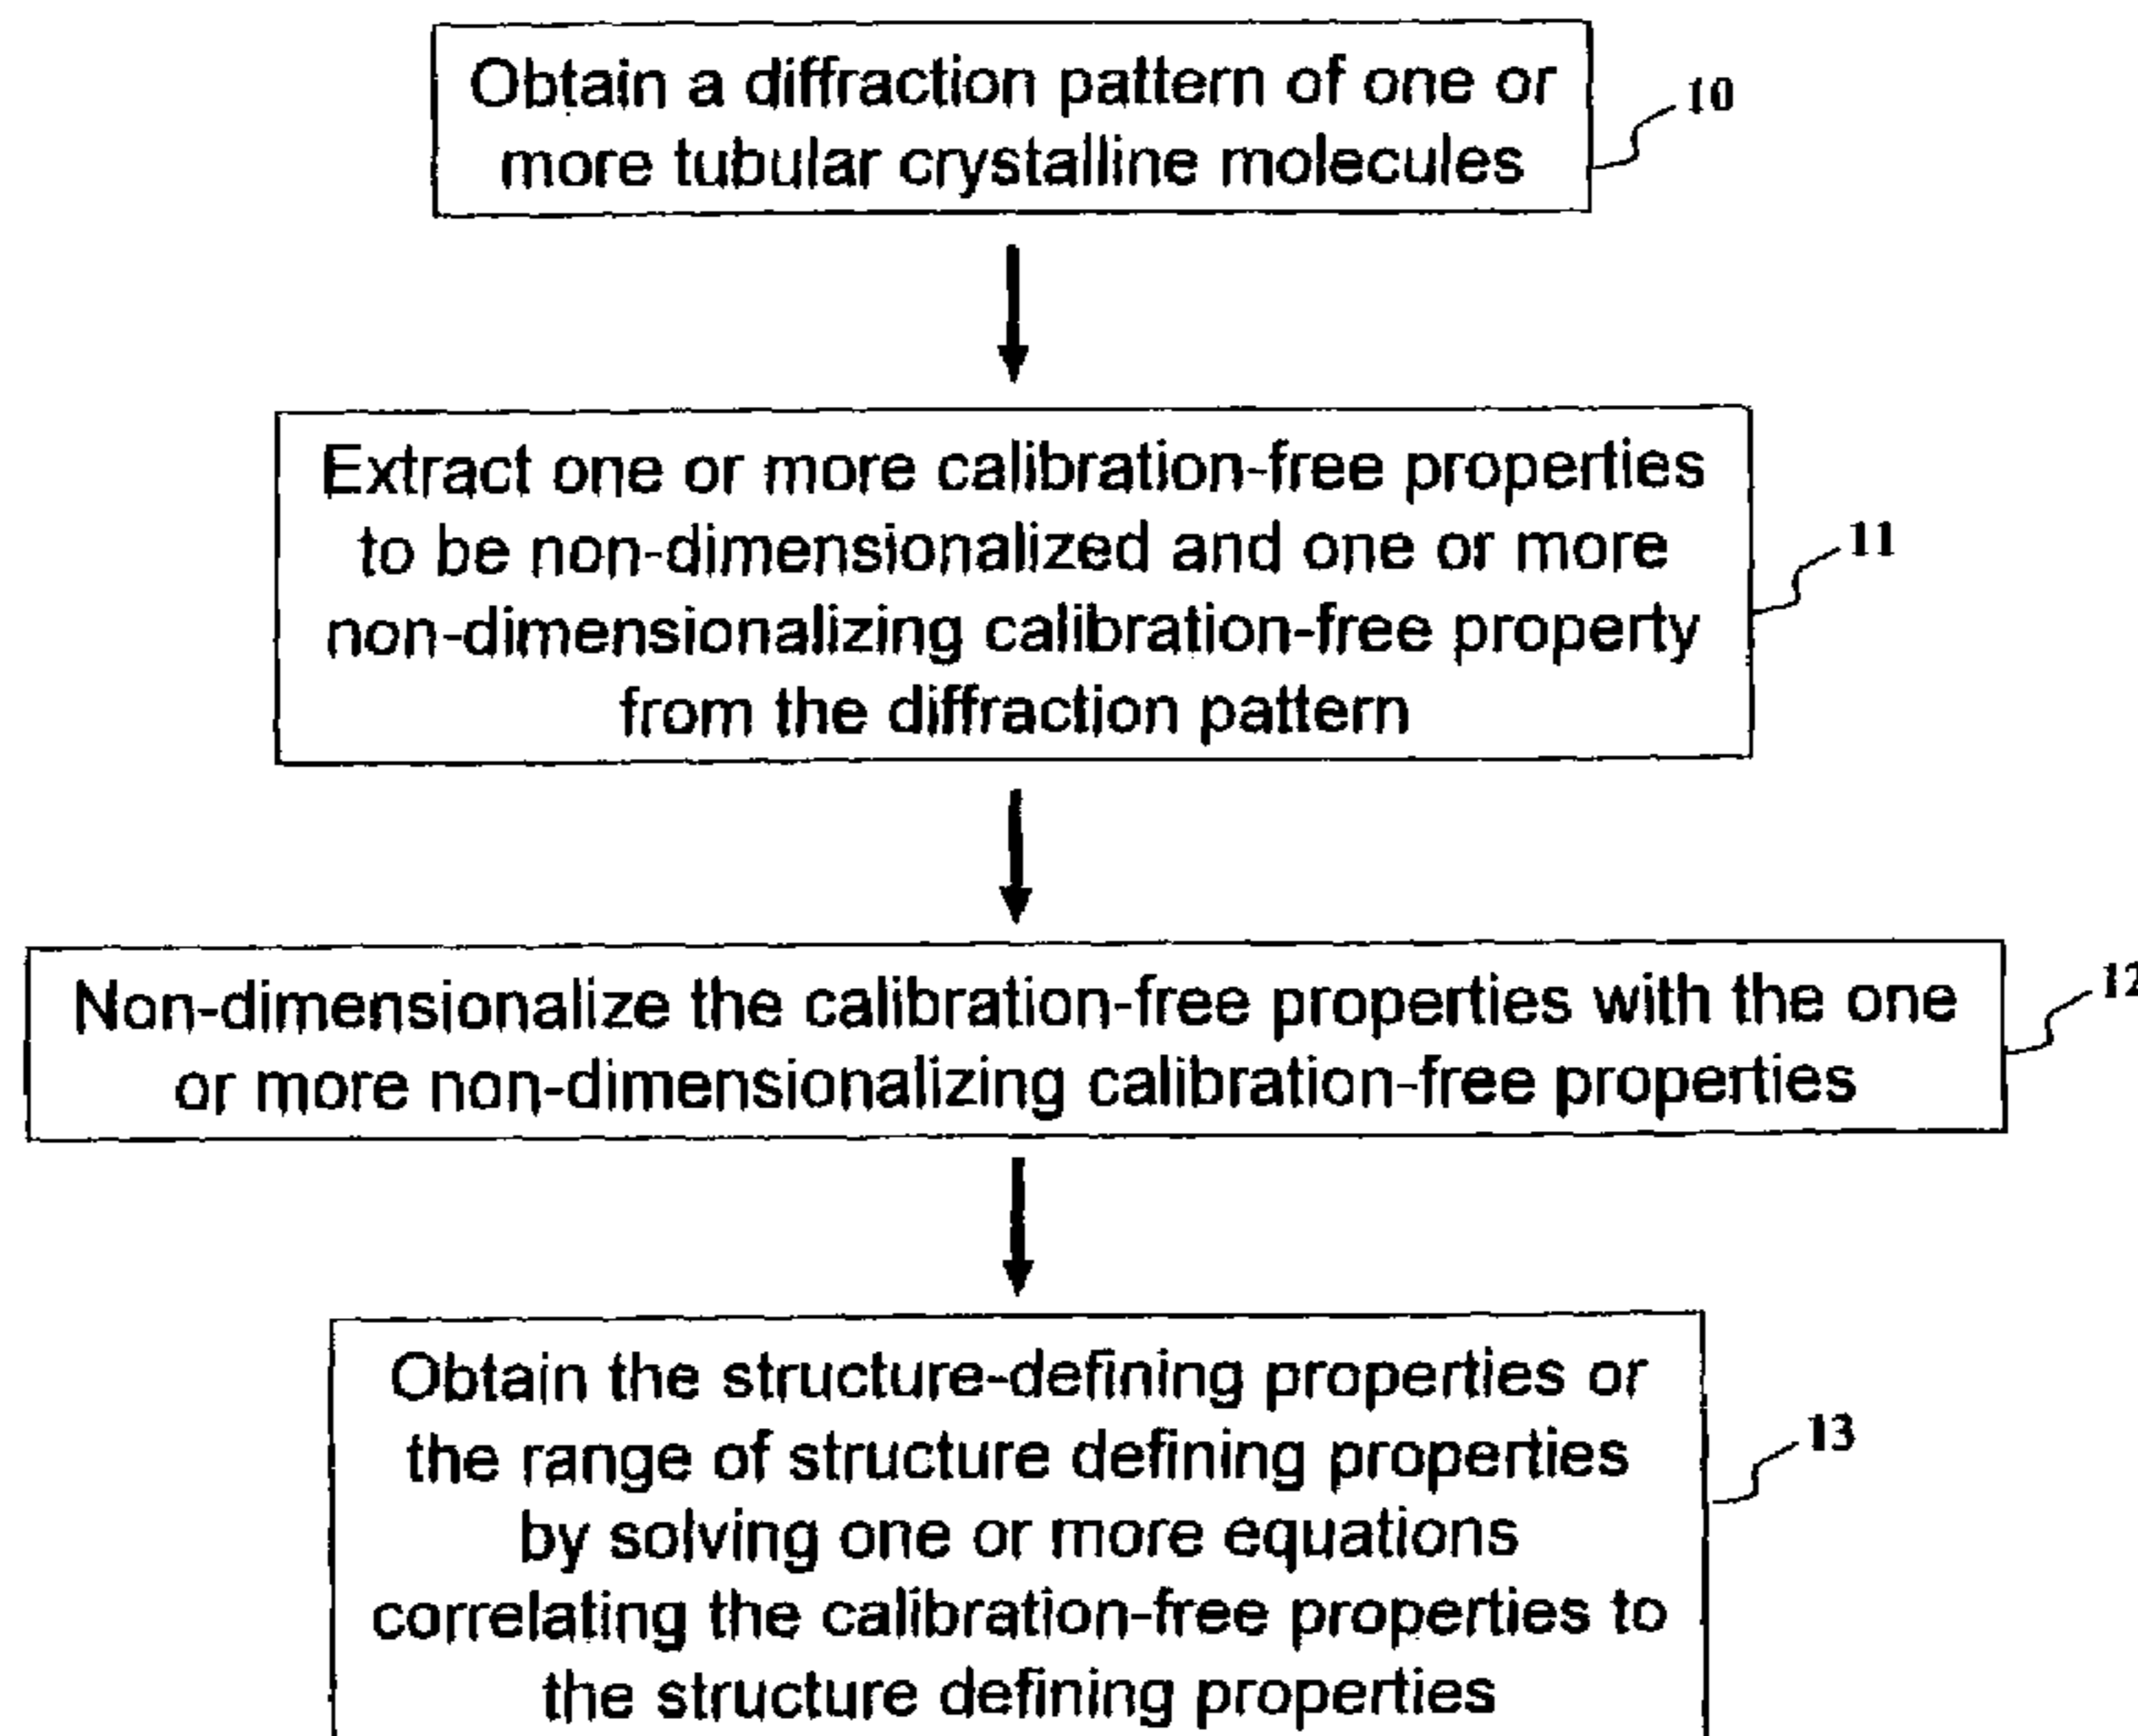 Obtain a diffraction pattern of one or
more tubular crystalline molecules
10
Extract one or more calibration-free properties
to be non-dimensionalized and one or more
non-dimensionalizing calibration-free property
from the diffraction pattern
11
Non-dimensionalize the calibration-free properties with the one
or more non-dimensionalizing calibration-free properties
12
Obtain the structure-defining properties or
the range of structure defining properties
by solving one or more equations
correlating the calibration-free properties to
the structure defining properties
13